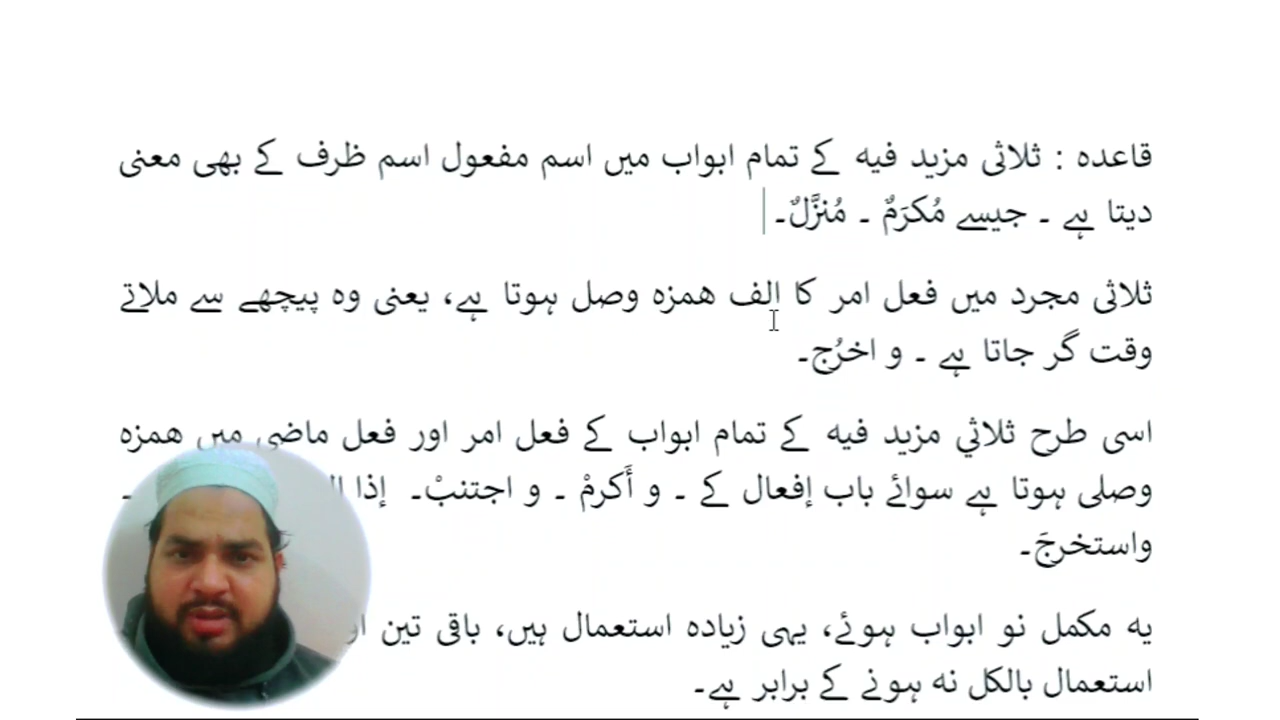 قاعدہ : ثلاثی مزید فیه کے تمام ابواب میں اسم مفعول اسم ظرف کے بھی معنی
دیتا ہے ۔ جیسے مُکرَمٌ ۔ مُنزَّلٌ۔
ثلاثی مجرد میں فعل امر کا الف همزه وصل ہوتا ہے، یعنی وہ پیچھے سے ملاتے
وقت گر جاتا ہے ۔ و اخرُج۔
اسی طرح ثلاثي مزید فیه کے تمام ابواب کے فعل امر اور فعل ماضی میں همزه
وصلی ہوتا ہے سوائے باب إفعال کے ۔ و أَكرمْ ۔ و اجتنبْ۔ إذا ۔
واستخرجَ۔
یہ مکمل نو ابواب ہوئے، یہی زیادہ استعمال ہیں، باقی تین
استعمال بالکل نہ ہونے کے برابر ہے۔